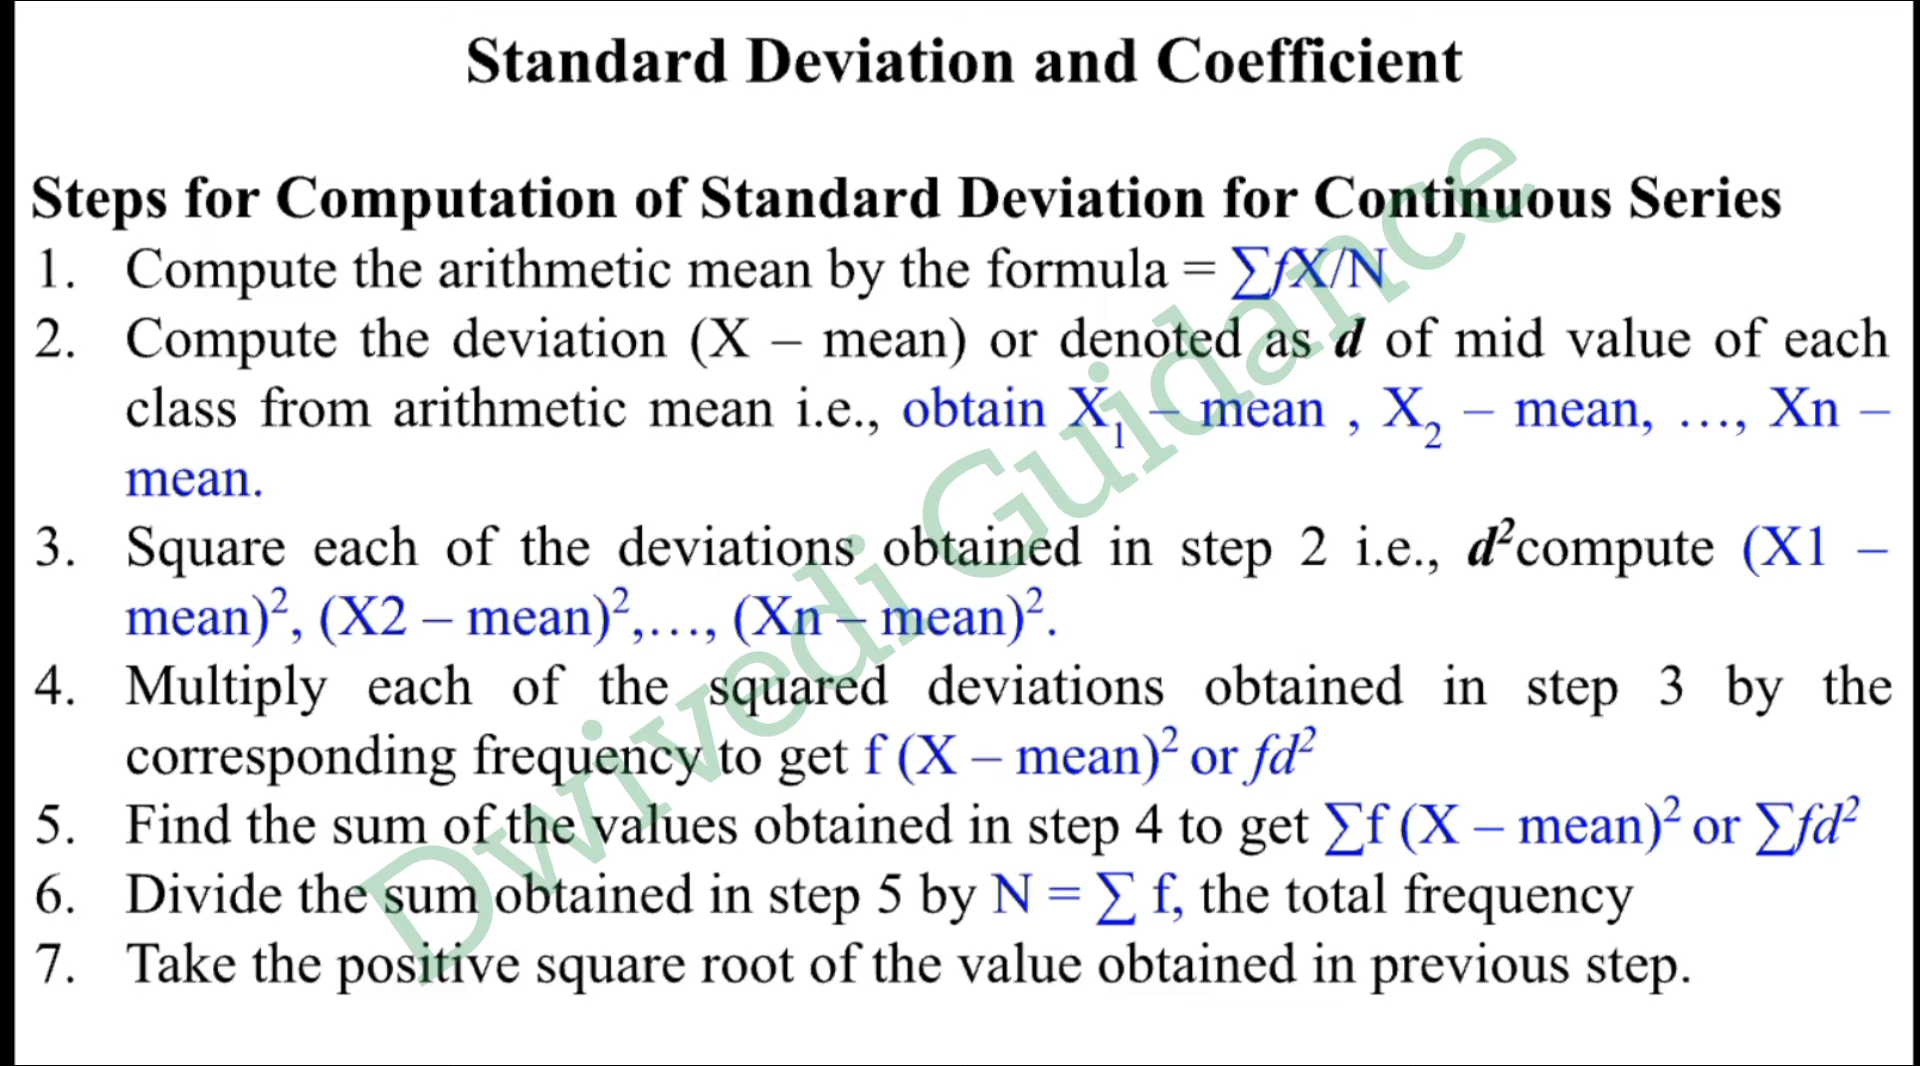 Standard Deviation and Coefficient
Steps for Computation of Standard Deviation for Continuous Series
1. Compute the arithmetic mean by the formula = ∑fX/N
2. Compute the deviation (X – mean) or denoted as d of mid value of each
class from arithmetic mean i.e., obtain X₁ – mean , X₂ – mean, …, Xn –
mean.
3. Square each of the deviations obtained in step 2 i.e., d²compute (X1 –
mean)², (X2 – mean)²,…, (Xn – mean)².
4. Multiply each of the squared deviations obtained in step 3 by the
corresponding frequency to get f (X – mean)² or fd²
5. Find the sum of the values obtained in step 4 to get ∑f (X – mean)² or ∑fd²
6. Divide the sum obtained in step 5 by N = ∑ f, the total frequency
7. Take the positive square root of the value obtained in previous step.
Dwivedi Guidance